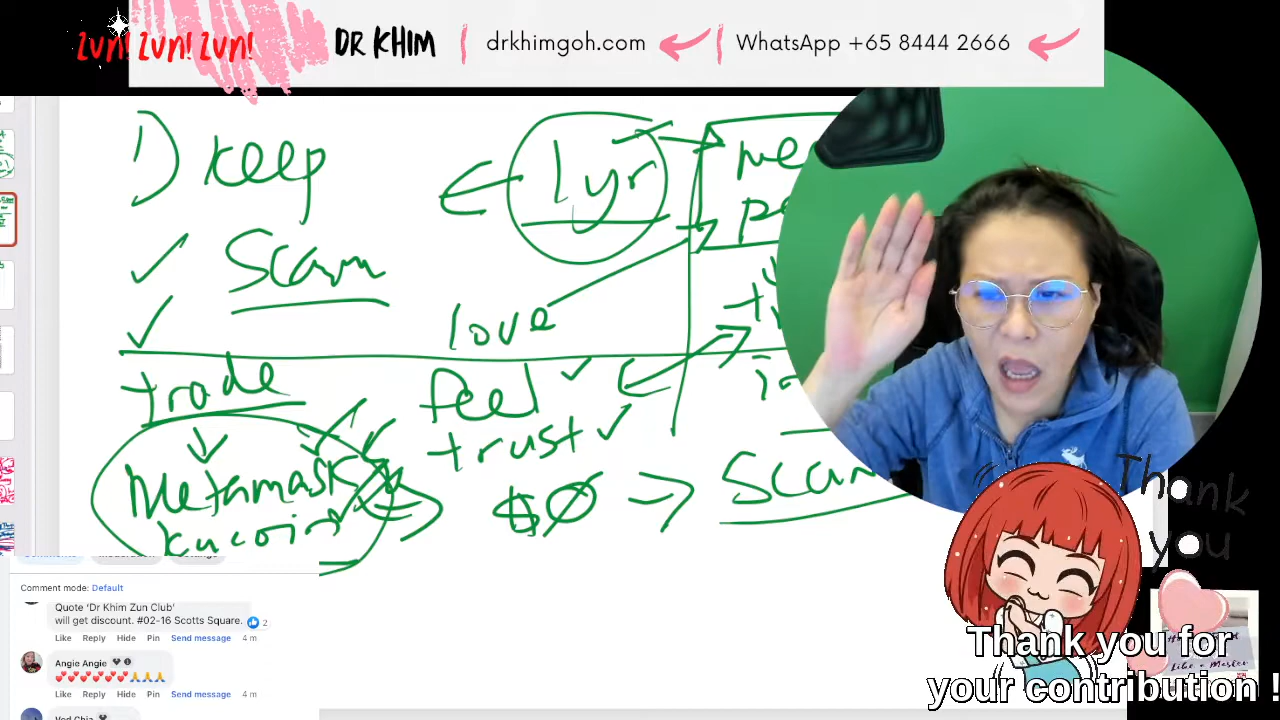 zun! zun! zun!
DR KHIM
drkhimgoh.com
WhatsApp +65 8444 2666
1) keep
1yr
Scam
love
trade
feel
trust
Metamask
kucoin
$0
Scam
Thank you
Comment mode: Default
Quote 'Dr Khim Zun Club'
will get discount. #02-16 Scotts Square.
2
Like Reply Hide Pin Send message 4 m
Angie Angie
Like Reply Hide Pin Send message 4 m
Thank you for
your contribution !